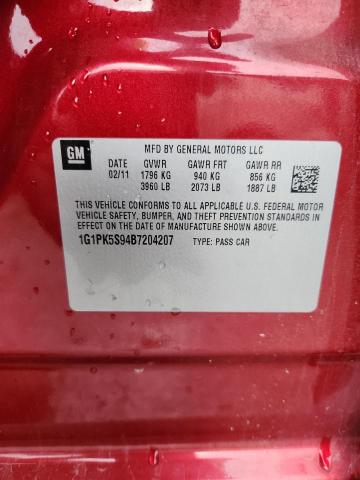 GM
MFD BY GENERAL MOTORS LLC
DATE GVWR GAWR FRT GAWR RR
02/11 1796 KG 940 KG 856 KG
3960 LB 2073 LB 1887 LB
THIS VEHICLE CONFORMS TO ALL APPLICABLE U.S. FEDERAL MOTOR
VEHICLE SAFETY, BUMPER, AND THEFT PREVENTION STANDARDS IN
EFFECT ON THE DATE OF MANUFACTURE SHOWN ABOVE.
1G1PK5S94B7204207 TYPE: PASS CAR